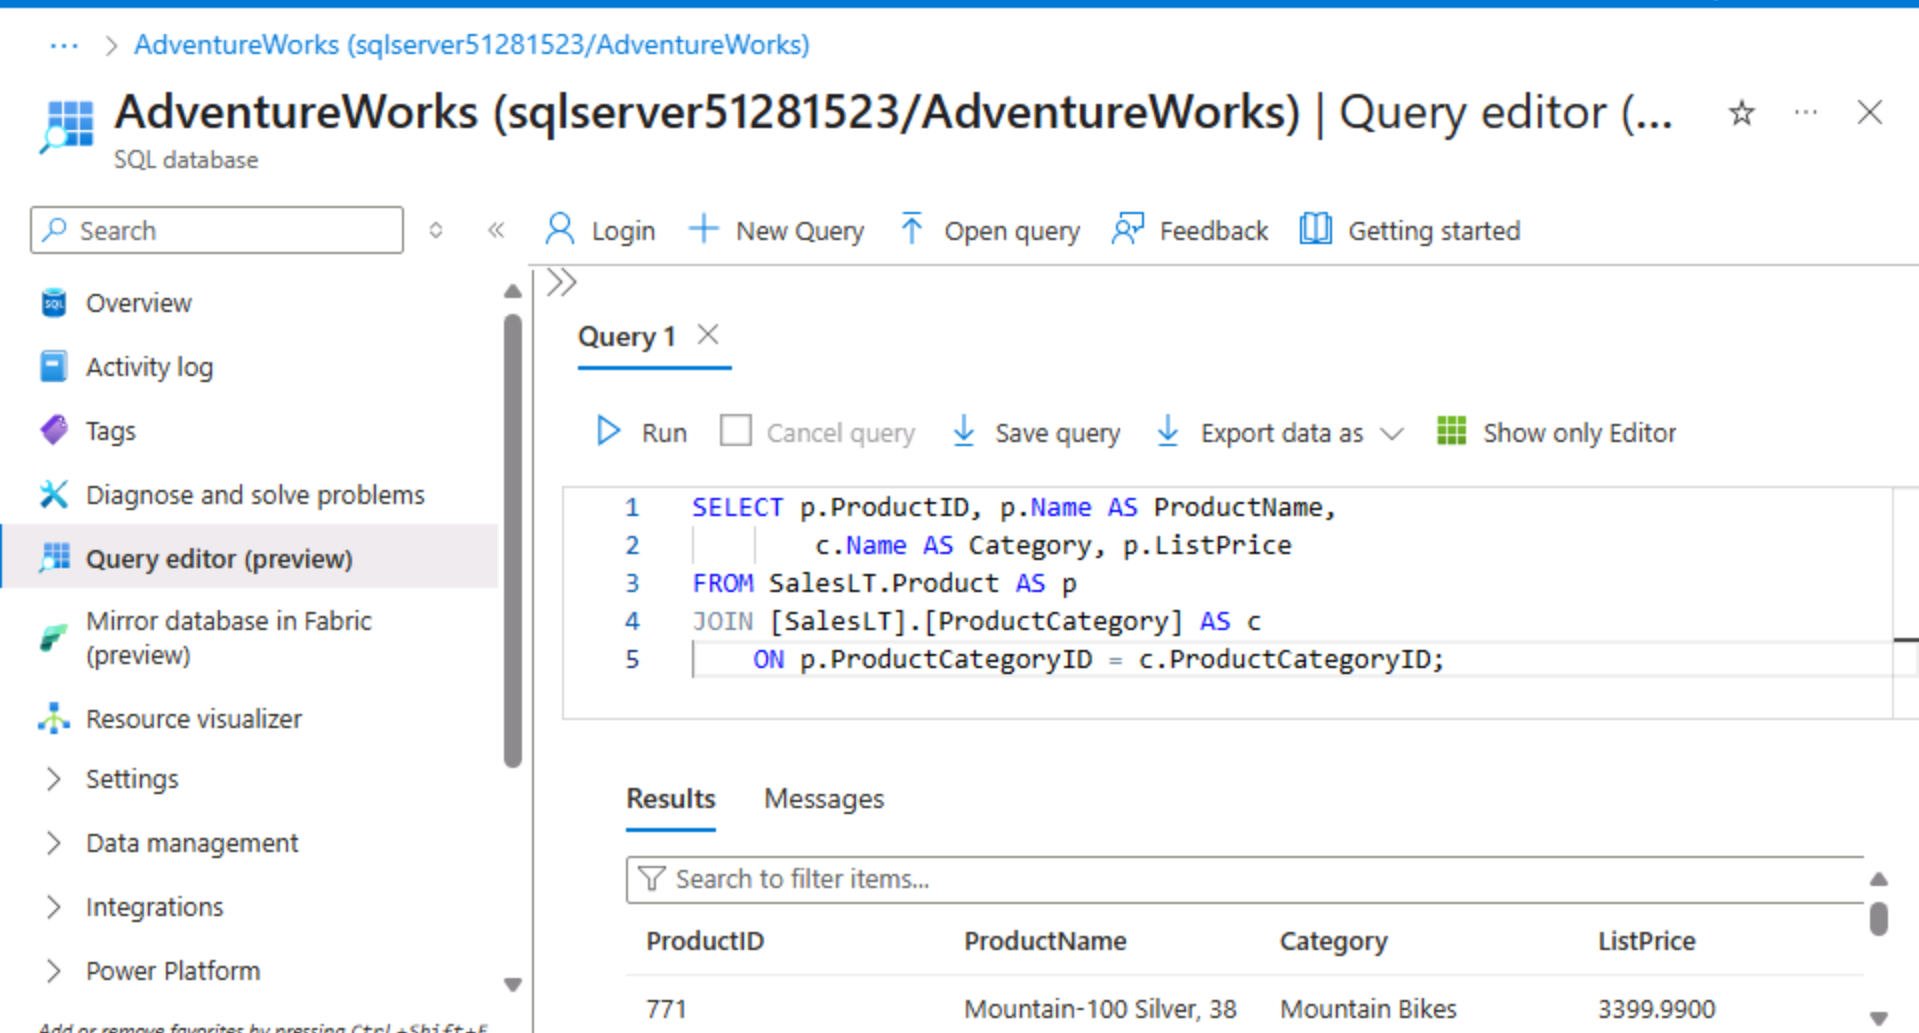 … > AdventureWorks (sqlserver51281523/AdventureWorks)
AdventureWorks (sqlserver51281523/AdventureWorks) | Query editor (...
SQL database
Search
Login
New Query
Open query
Feedback
Getting started
Overview
Activity log
Tags
Diagnose and solve problems
Query editor (preview)
Mirror database in Fabric
(preview)
Resource visualizer
Settings
Data management
Integrations
Power Platform
Add or remove favorites by pressing Ctrl+Shift+F
Query 1
Run
Cancel query
Save query
Export data as
Show only Editor
1 SELECT p.ProductID, p.Name AS ProductName,
2 c.Name AS Category, p.ListPrice
3 FROM SalesLT.Product AS p
4 JOIN [SalesLT].[ProductCategory] AS c
5 ON p.ProductCategoryID = c.ProductCategoryID;
Results Messages
Search to filter items...
ProductID ProductName Category ListPrice
771 Mountain-100 Silver, 38 Mountain Bikes 3399.9900